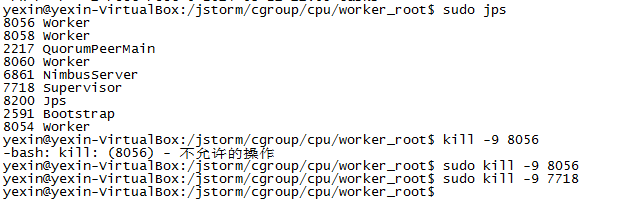 yexin@yexin-VirtualBox:/jstorm/cgroup/cpu/worker_root$ sudo jps
8056 Worker
8058 Worker
2217 QuorumPeerMain
8060 Worker
6861 NimbusServer
7718 Supervisor
8200 Jps
2591 Bootstrap
8054 Worker
yexin@yexin-VirtualBox:/jstorm/cgroup/cpu/worker_root$ kill -9 8056
-bash: kill: (8056) - 不允许的操作
yexin@yexin-VirtualBox:/jstorm/cgroup/cpu/worker_root$ sudo kill -9 8056
yexin@yexin-VirtualBox:/jstorm/cgroup/cpu/worker_root$ sudo kill -9 7718
yexin@yexin-VirtualBox:/jstorm/cgroup/cpu/worker_root$